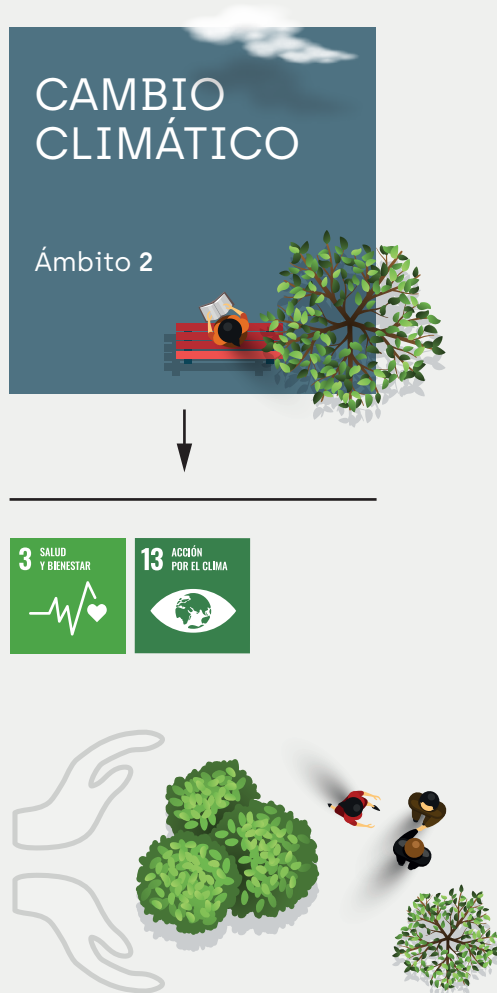 CAMBIO
CLIMÁTICO
Ámbito 2
3 SALUD
Y BIENESTAR
13 ACCIÓN
POR EL CLIMA